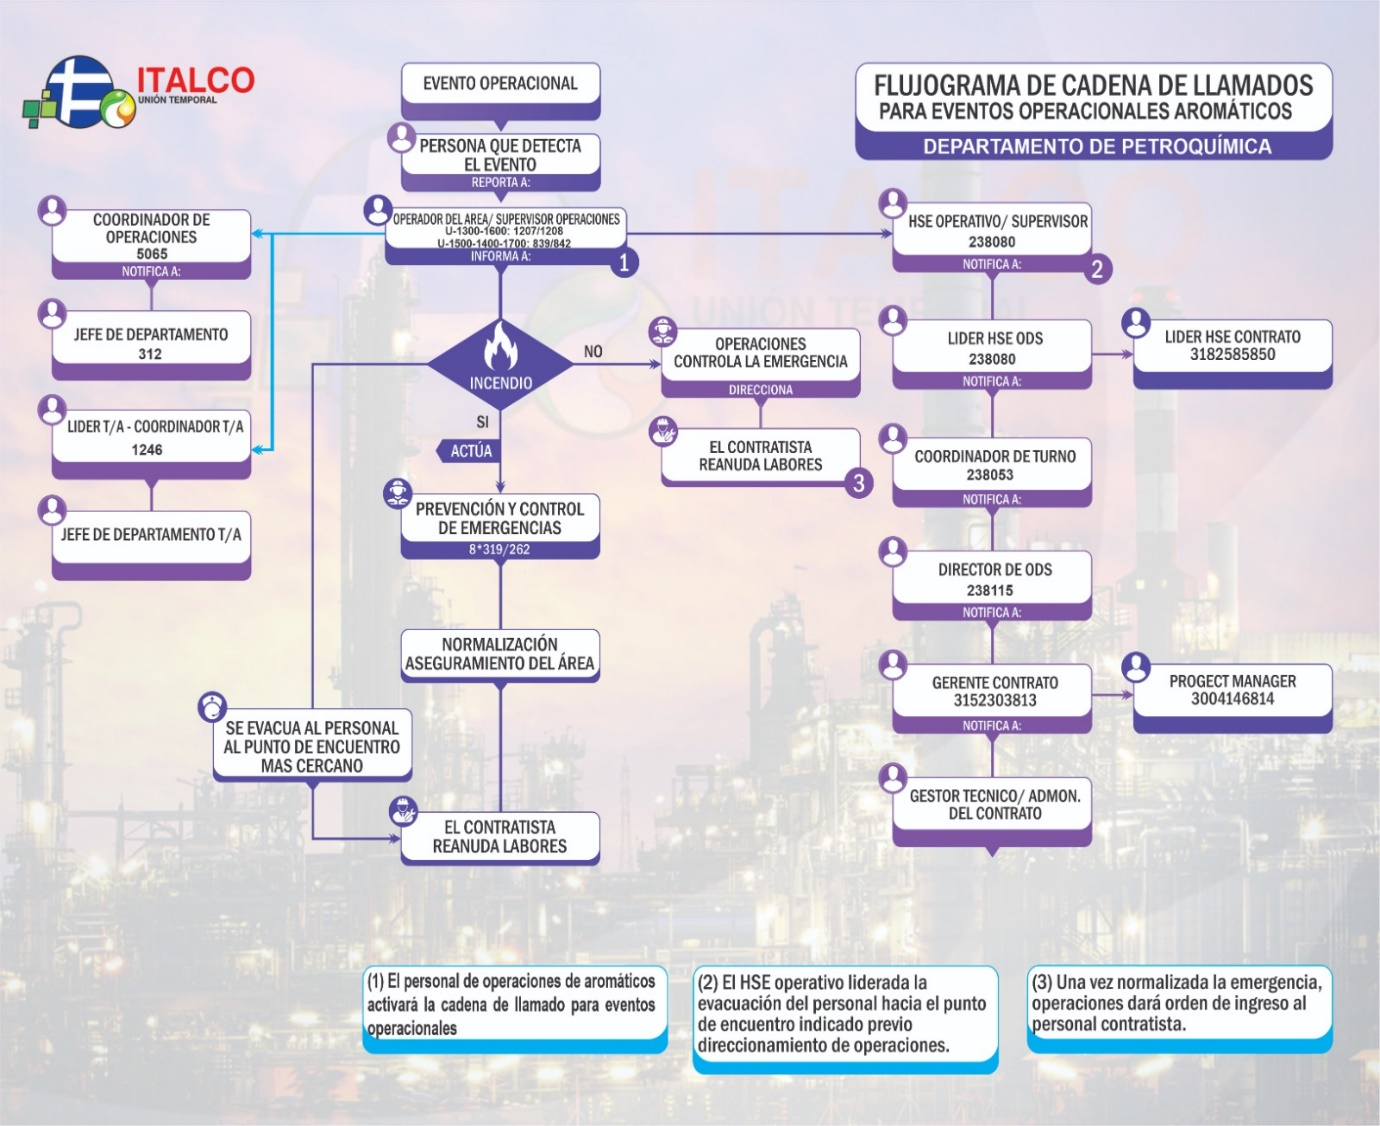 ITALCO
UNIÓN TEMPORAL
FLUJOGRAMA DE CADENA DE LLAMADOS
PARA EVENTOS OPERACIONALES AROMÁTICOS
DEPARTAMENTO DE PETROQUÍMICA
EVENTO OPERACIONAL
PERSONA QUE DETECTA
EL EVENTO
REPORTA A:
OPERADOR DEL AREA/ SUPERVISOR OPERACIONES
U-1300-1600: 1207/1208
U-1500-1400-1700: 839/842
INFORMA A:
1
COORDINADOR DE
OPERACIONES
5065
NOTIFICA A:
JEFE DE DEPARTAMENTO
312
LIDER T/A - COORDINADOR T/A
1246
JEFE DE DEPARTAMENTO T/A
INCENDIO
NO
SI
ACTÚA
OPERACIONES
CONTROLA LA EMERGENCIA
DIRECCIONA
EL CONTRATISTA
REANUDA LABORES
3
PREVENCIÓN Y CONTROL
DE EMERGENCIAS
8*319/262
NORMALIZACIÓN
ASEGURAMIENTO DEL ÁREA
SE EVACUA AL PERSONAL
AL PUNTO DE ENCUENTRO
MAS CERCANO
EL CONTRATISTA
REANUDA LABORES
HSE OPERATIVO/ SUPERVISOR
238080
NOTIFICA A:
2
LIDER HSE ODS
238080
NOTIFICA A:
LIDER HSE CONTRATO
3182585850
COORDINADOR DE TURNO
238053
NOTIFICA A:
DIRECTOR DE ODS
238115
NOTIFICA A:
GERENTE CONTRATO
3152303813
NOTIFICA A:
PROGECT MANAGER
3004146814
GESTOR TECNICO/ ADMON.
DEL CONTRATO
(1) El personal de operaciones de aromáticos
activará la cadena de llamado para eventos
operacionales
(2) El HSE operativo liderada la
evacuación del personal hacia el punto
de encuentro indicado previo
direccionamiento de operaciones.
(3) Una vez normalizada la emergencia,
operaciones dará orden de ingreso al
personal contratista.
ITALCO
UNIÓN TEMPORAL